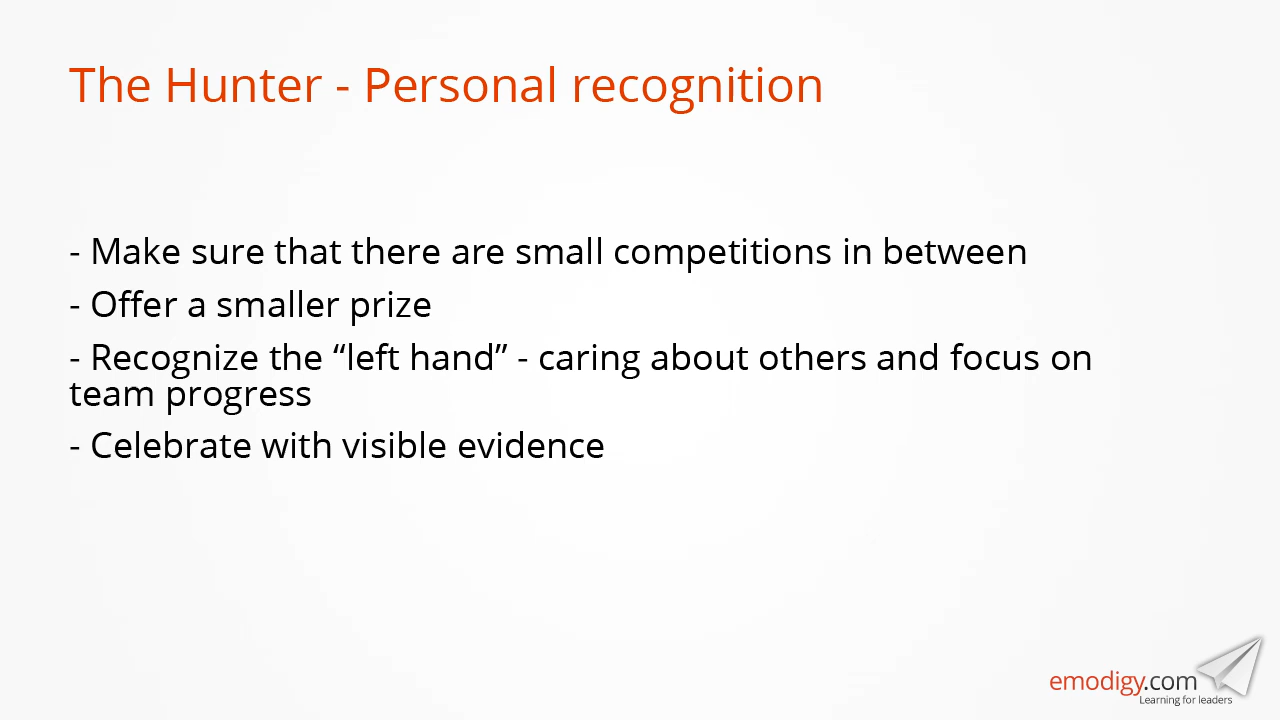 The Hunter - Personal recognition
- Make sure that there are small competitions in between
- Offer a smaller prize
- Recognize the “left hand” - caring about others and focus on
team progress
- Celebrate with visible evidence
emodigy.com
Learning for leaders